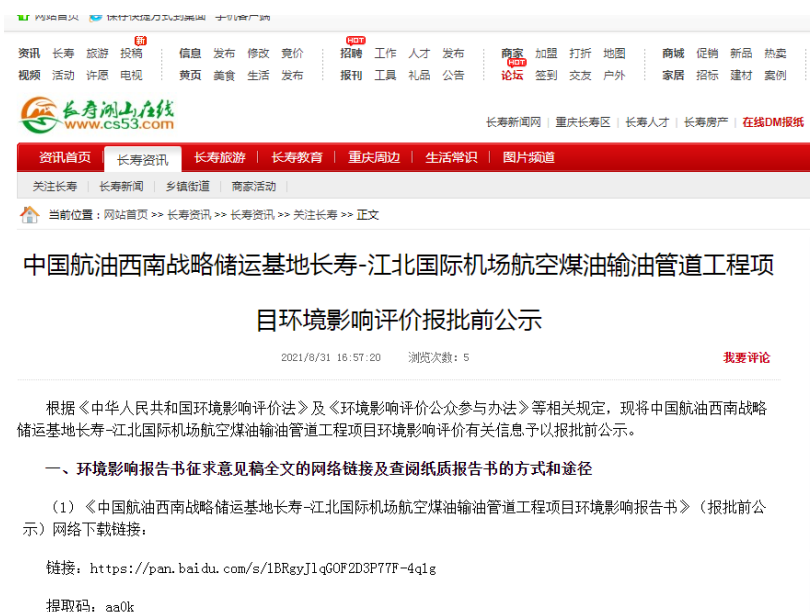 网站首页 保存快捷方式到桌面 手机客户端
新 HOT
资讯 长寿 旅游 投稿 信息 发布 修改 竞价 招聘 工作 人才 发布 商家 加盟 打折 地图 商城 促销 新品 热卖
HOT
视频 活动 许愿 电视 黄页 美食 生活 发布 报刊 工具 礼品 公告 论坛 签到 交友 户外 家居 招标 建材 案例
长寿湖山在线
www.cs53.com
长寿新闻网 | 重庆长寿区 | 长寿人才 | 长寿房产 | 在线DM报纸
资讯首页 | 长寿资讯 长寿旅游 | 长寿教育 | 重庆周边 | 生活常识 | 图片频道
关注长寿 | 长寿新闻 | 乡镇街道 | 商家活动 |
当前位置：网站首页 >> 长寿资讯 >> 长寿资讯 >> 关注长寿 >> 正文
中国航油西南战略储运基地长寿-江北国际机场航空煤油输油管道工程项
目环境影响评价报批前公示
2021/8/31 16:57:20 浏览次数：5 我要评论
根据《中华人民共和国环境影响评价法》及《环境影响评价公众参与办法》等相关规定，现将中国航油西南战略
储运基地长寿-江北国际机场航空煤油输油管道工程项目环境影响评价有关信息予以报批前公示。
一、环境影响报告书征求意见稿全文的网络链接及查阅纸质报告书的方式和途径
（1）《中国航油西南战略储运基地长寿-江北国际机场航空煤油输油管道工程项目环境影响报告书》（报批前公
示）网络下载链接：
链接：https://pan.baidu.com/s/1BRgyJlqGOF2D3P77F-4q1g
提取码：aa0k